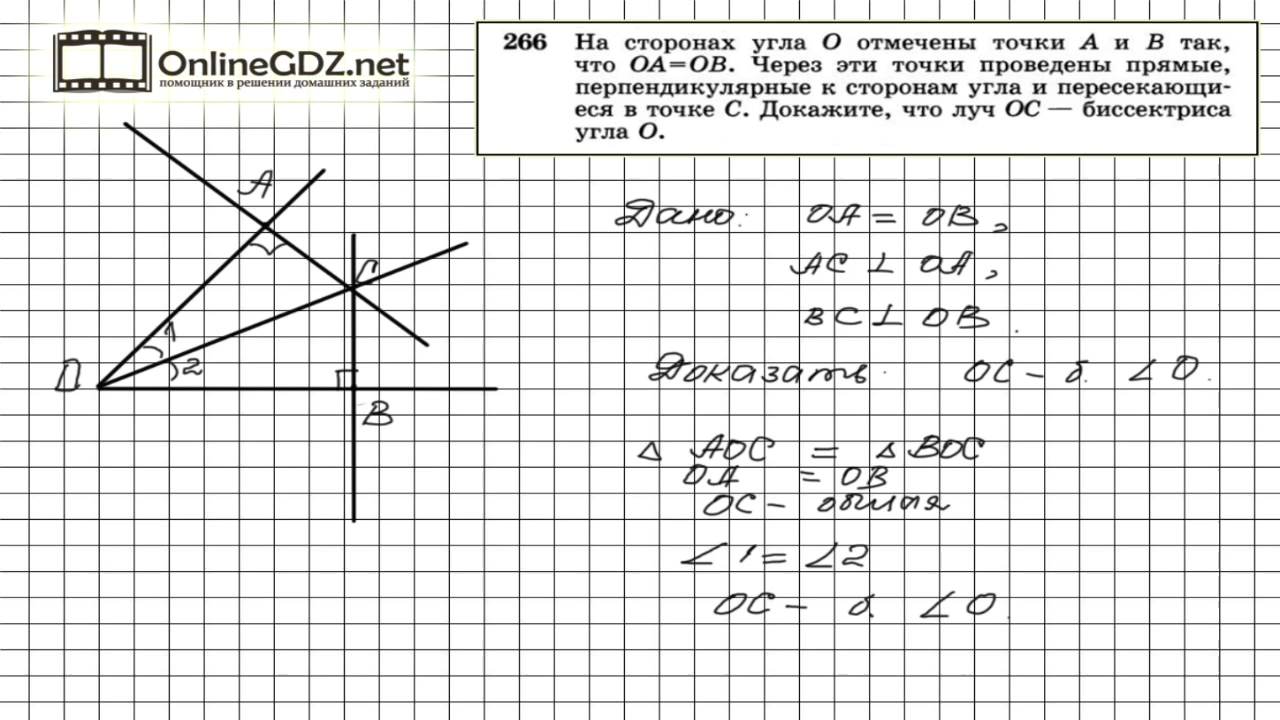 OnlineGDZ.net
помощник в решении домашних заданий
266 На сторонах угла O отмечены точки A и B так,
что OA=OB. Через эти точки проведены прямые,
перпендикулярные к сторонам угла и пересекающи-
еся в точке C. Докажите, что луч OC — биссектриса
угла O.
A
C
1
2
O
B
Дано: OA = OB,
AC ⊥ OA,
BC ⊥ OB.
Доказать: OC - б. ∠O.
△ AOC = △ BOC
OA = OB
OC - общая
∠1 = ∠2
OC - б. ∠O.